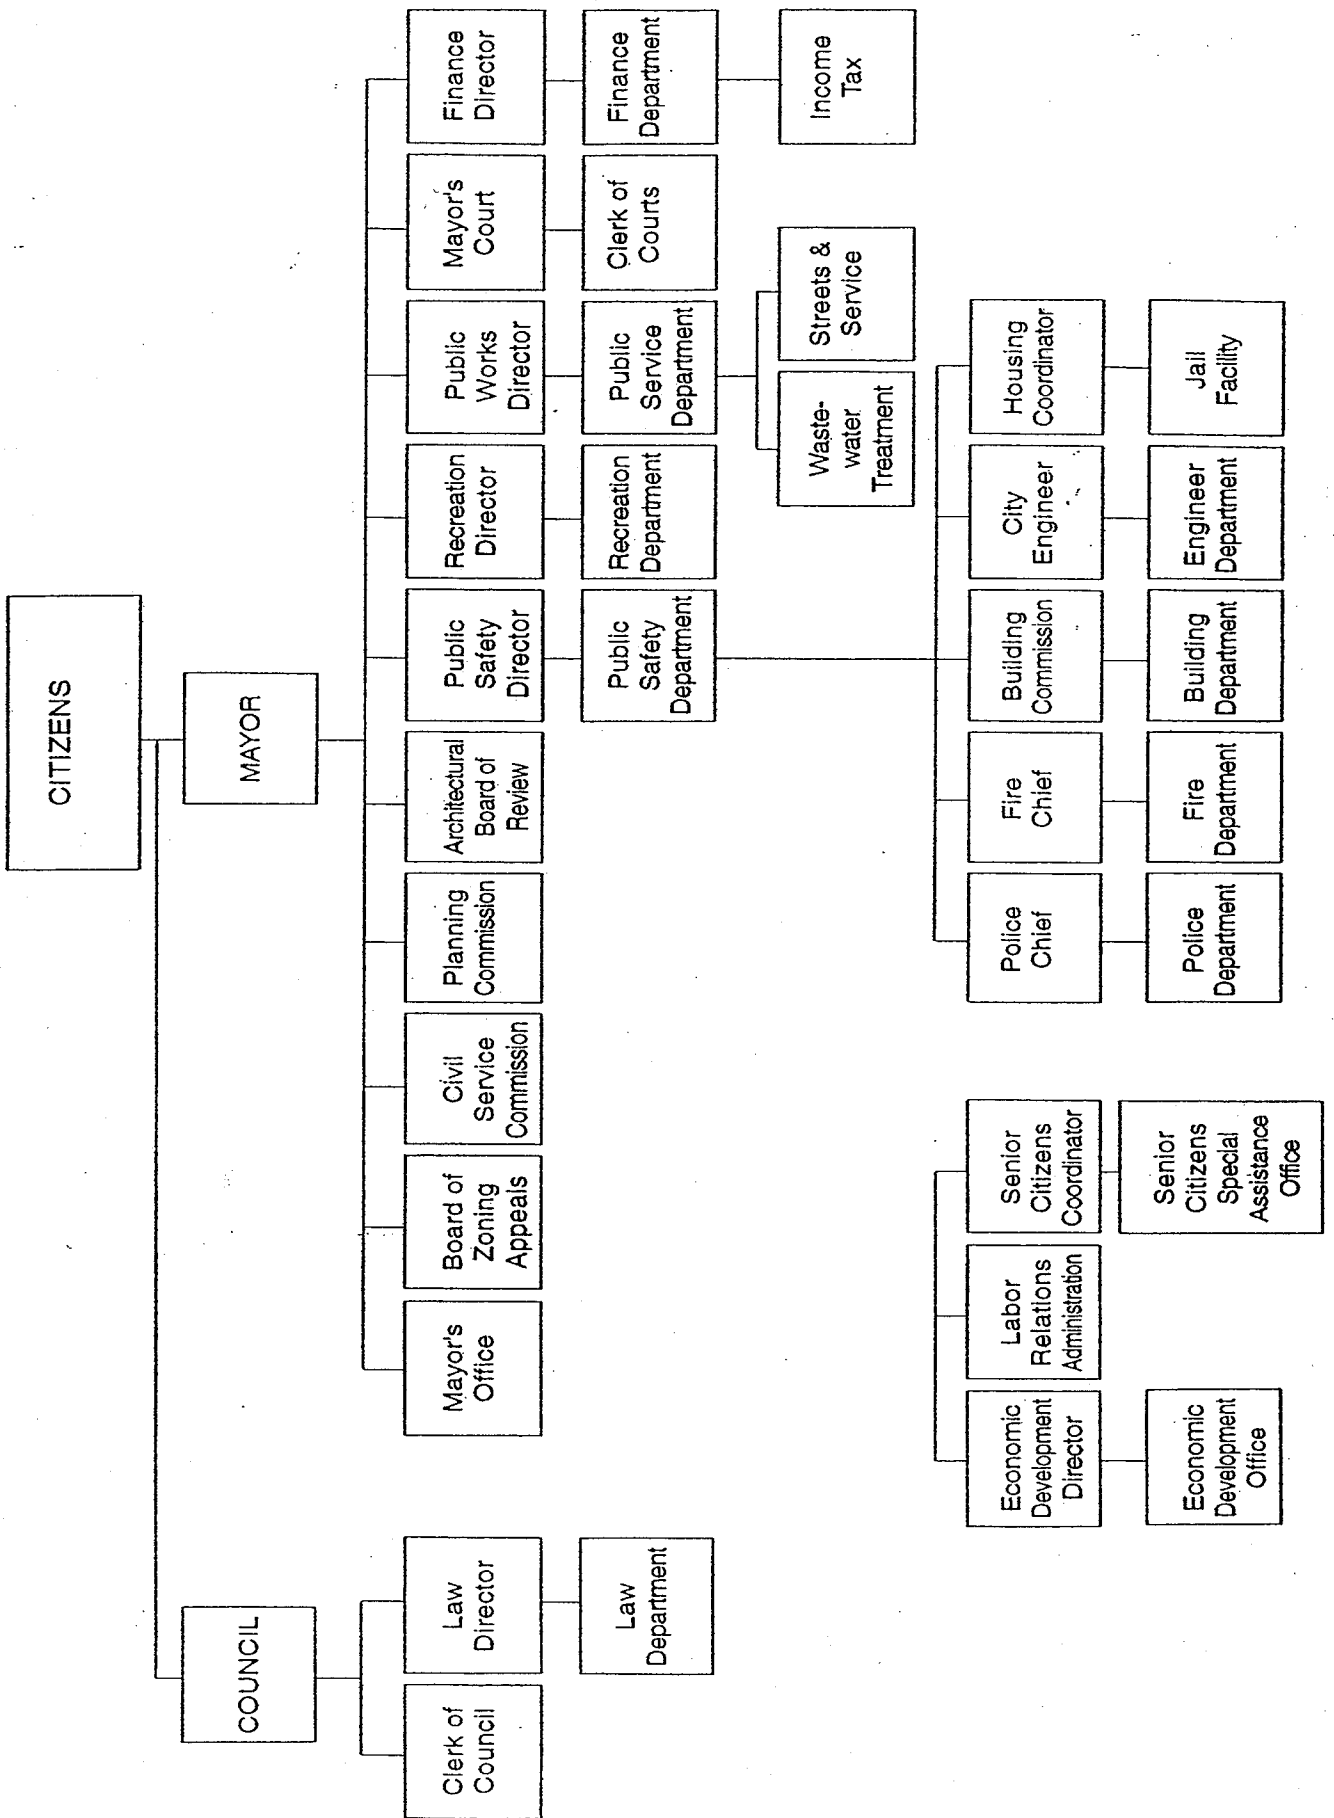 CITIZENS
COUNCIL
MAYOR
Clerk of
Council
Law
Director
Mayor's
Office
Board of
Zoning
Appeals
Civil
Service
Commission
Planning
Commission
Architectural
Board of
Review
Public
Safety
Director
Recreation
Director
Public
Works
Director
Mayor's
Court
Finance
Director
Law
Department
Public
Safety
Department
Recreation
Department
Public
Service
Department
Clerk of
Courts
Finance
Department
Waste-
water
Treatment
Streets &
Service
Income
Tax
Economic
Development
Director
Labor
Relations
Administration
Senior
Citizens
Coordinator
Police
Chief
Fire
Chief
Building
Commission
City
Engineer
Housing
Coordinator
Economic
Development
Office
Senior
Citizens
Special
Assistance
Office
Police
Department
Fire
Department
Building
Department
Engineer
Department
Jail
Facility